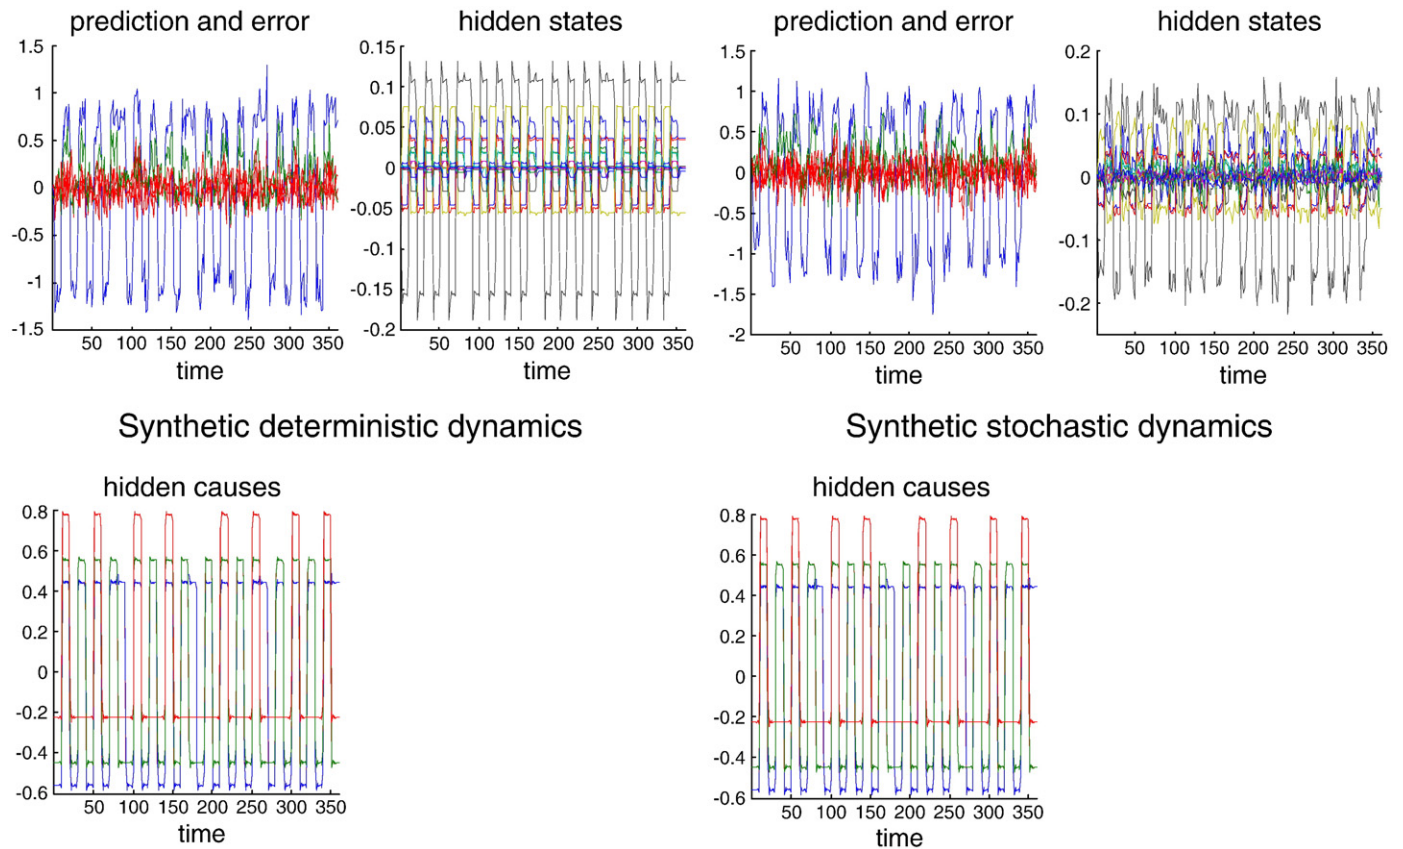 prediction and error
hidden states
prediction and error
hidden states
1.5
1
0.5
0
-0.5
-1
-1.5
50 100 150 200 250 300 350
time
0.15
0.1
0.05
0
-0.05
-0.1
-0.15
-0.2
50 100 150 200 250 300 350
time
1.5
1
0.5
0
-0.5
-1
-1.5
-2
50 100 150 200 250 300 350
time
0.2
0.1
0
-0.1
-0.2
50 100 150 200 250 300 350
time
Synthetic deterministic dynamics
Synthetic stochastic dynamics
hidden causes
0.8
0.6
0.4
0.2
0
-0.2
-0.4
-0.6
50 100 150 200 250 300 350
time
hidden causes
0.8
0.6
0.4
0.2
0
-0.2
-0.4
-0.6
50 100 150 200 250 300 350
time